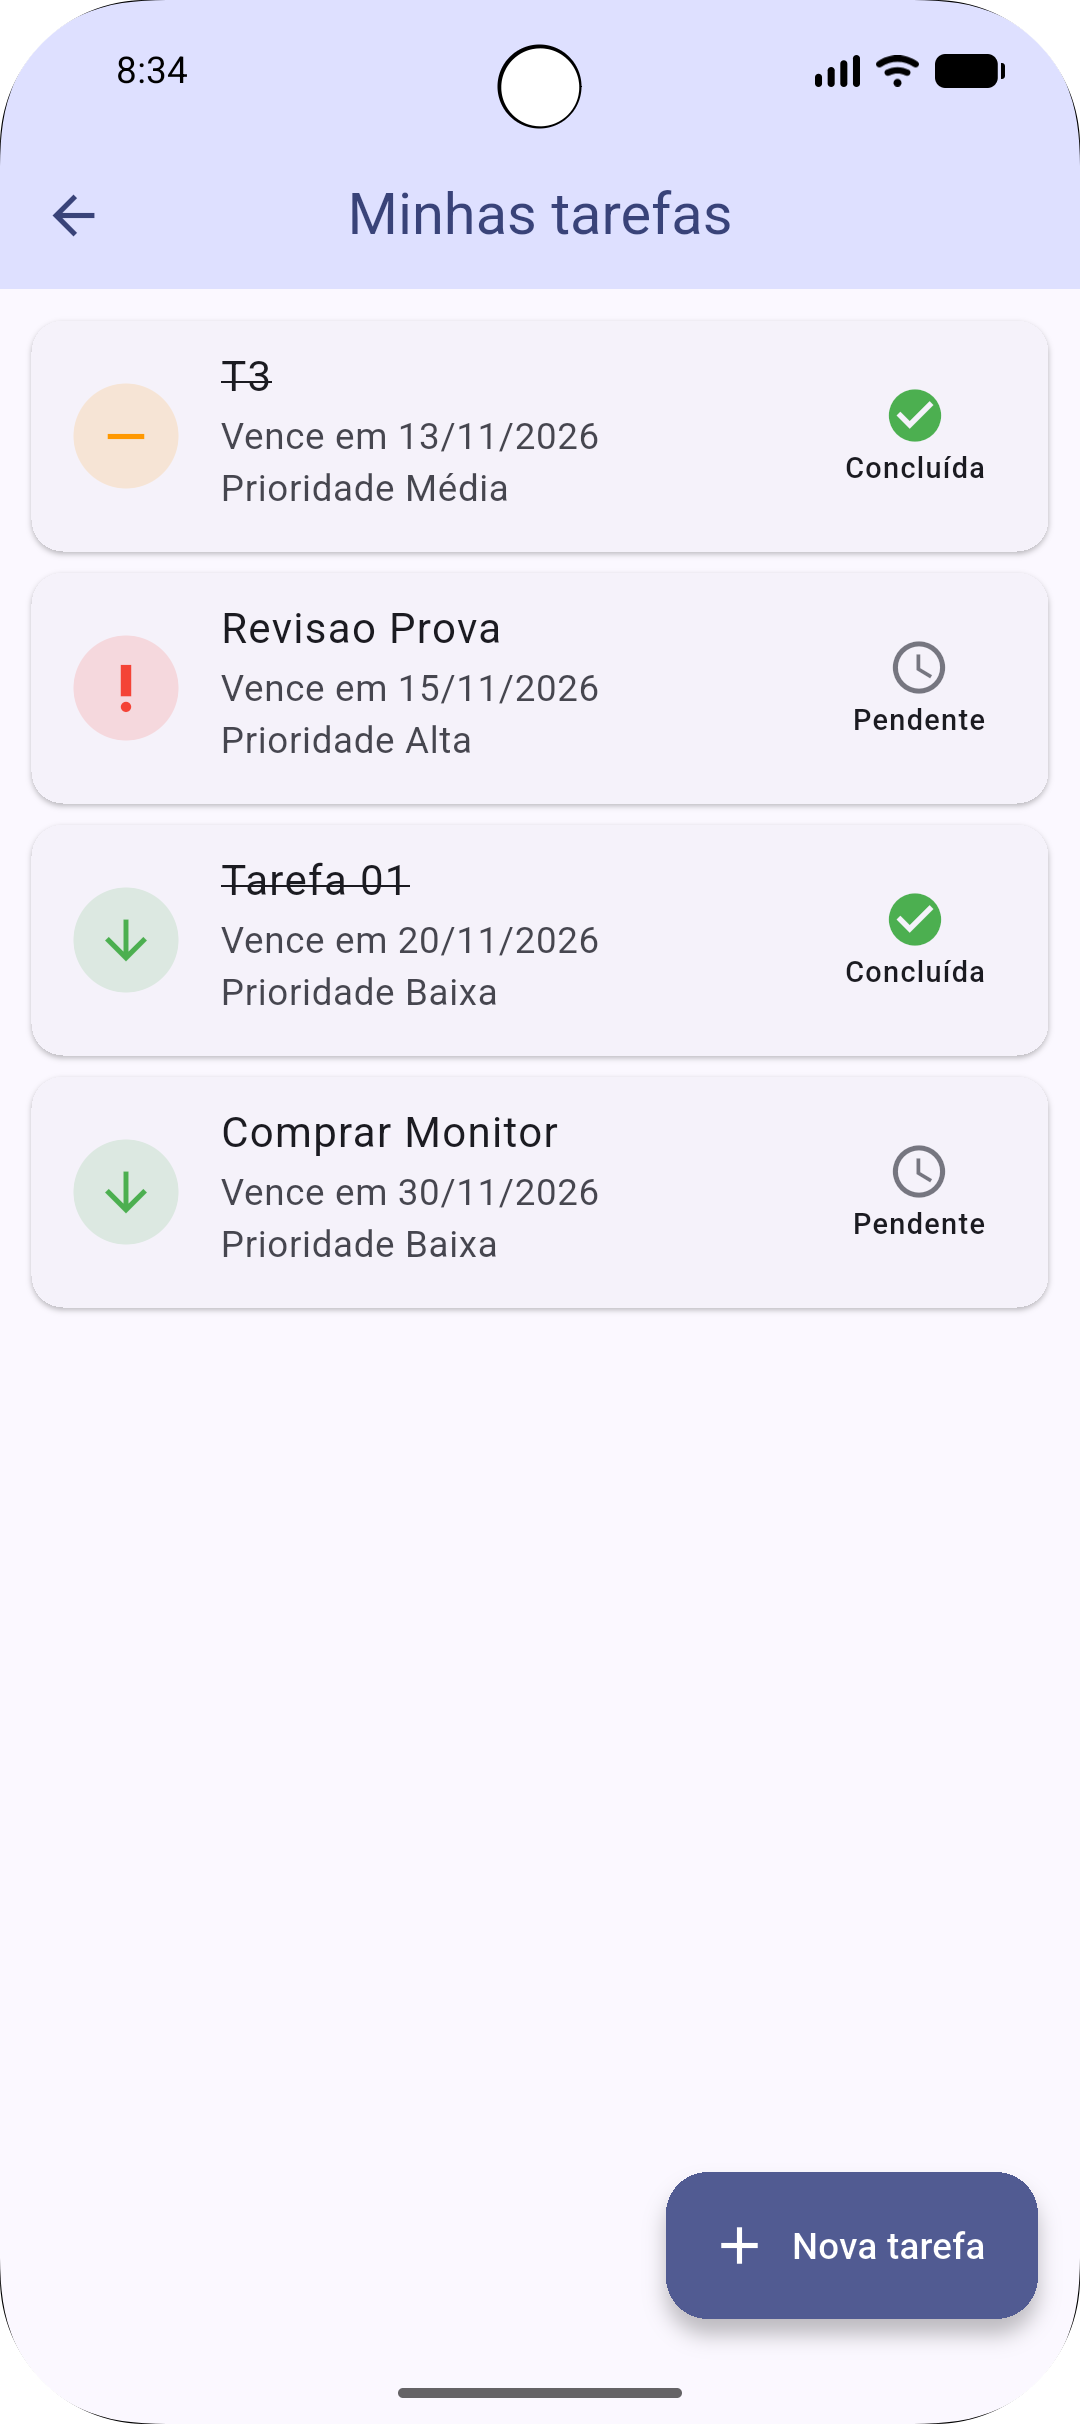 8:34
Minhas tarefas
T3
Vence em 13/11/2026
Prioridade Média
Concluída
Revisao Prova
Vence em 15/11/2026
Prioridade Alta
Pendente
Tarefa 01
Vence em 20/11/2026
Prioridade Baixa
Concluída
Comprar Monitor
Vence em 30/11/2026
Prioridade Baixa
Pendente
Nova tarefa